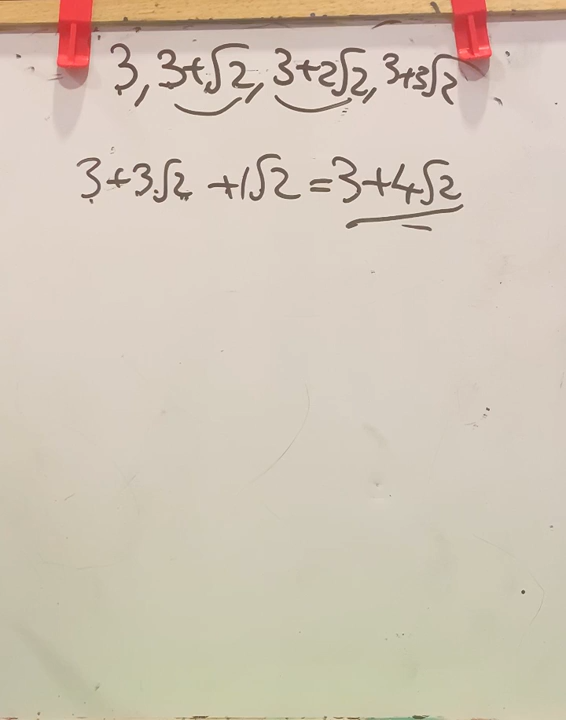 3, 3+√2, 3+2√2, 3+3√2
3+3√2 +1√2 = 3+4√2